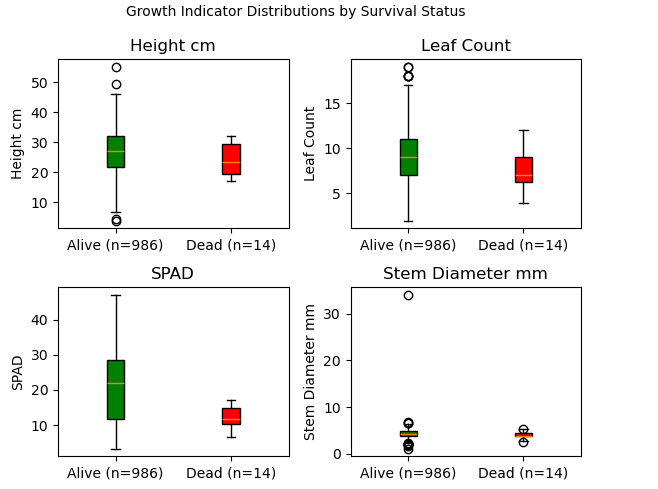 Growth Indicator Distributions by Survival Status
Height cm
Height cm
50
40
30
20
10
Alive (n=986) Dead (n=14)
Leaf Count
Leaf Count
15
10
5
Alive (n=986) Dead (n=14)
SPAD
SPAD
40
30
20
10
Alive (n=986) Dead (n=14)
Stem Diameter mm
Stem Diameter mm
30
20
10
0
Alive (n=986) Dead (n=14)